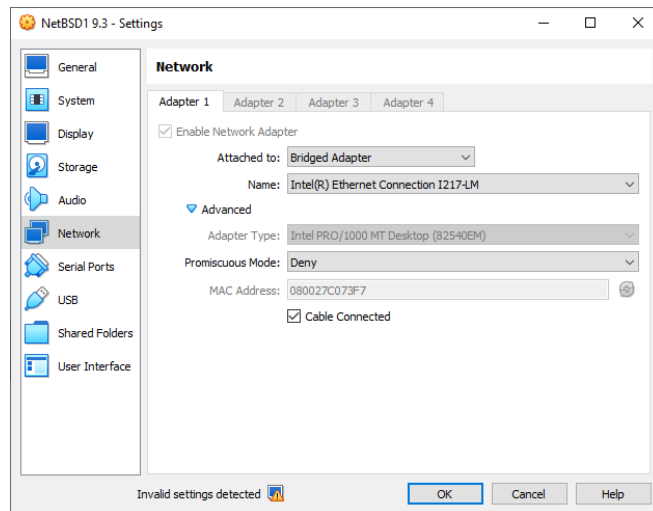 NetBSD1 9.3 - Settings
General
System
Display
Storage
Audio
Network
Serial Ports
USB
Shared Folders
User Interface
Network
Adapter 1 Adapter 2 Adapter 3 Adapter 4
Enable Network Adapter
Attached to: Bridged Adapter
Name: Intel(R) Ethernet Connection I217-LM
Advanced
Adapter Type: Intel PRO/1000 MT Desktop (82540EM)
Promiscuous Mode: Deny
MAC Address: 080027C073F7
Cable Connected
Invalid settings detected OK Cancel Help